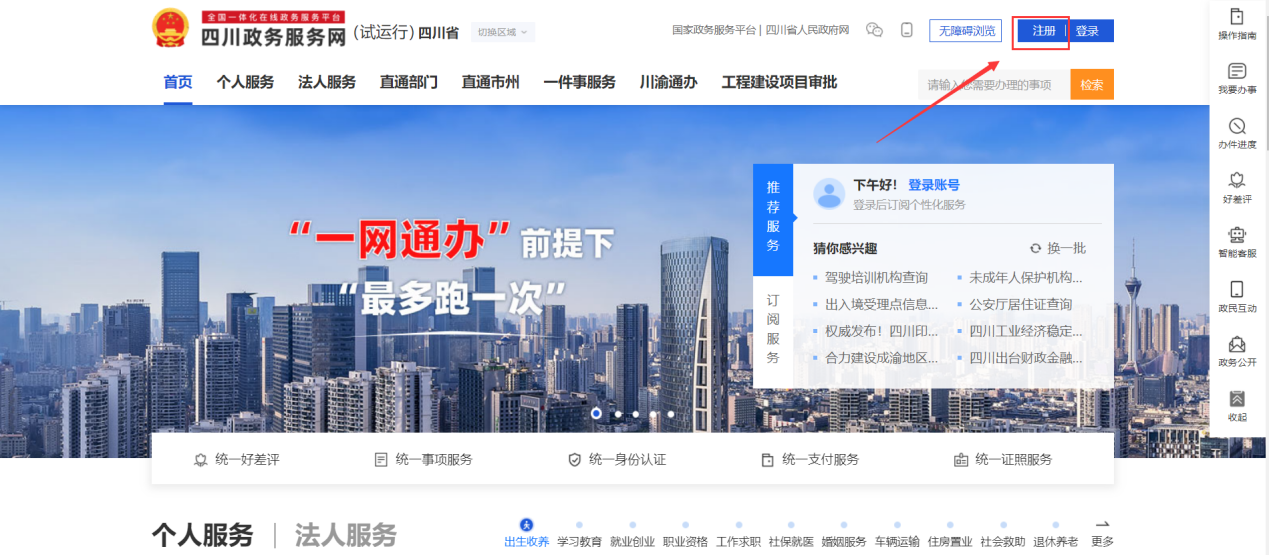 全国一体化在线政务服务平台
四川政务服务网 (试运行) 四川省 切换区域
国家政务服务平台 | 四川省人民政府网 无障碍浏览 注册 登录
首页 个人服务 法人服务 直通部门 直通市州 一件事服务 川渝通办 工程建设项目审批
请输入您需要办理的事项 检索
“一网通办”前提下
“最多跑一次”
推荐服务
订阅服务
下午好! 登录账号
登录后订阅个性化服务
猜你感兴趣 换一批
驾驶培训机构查询 未成年人保护机构...
出入境受理点信息... 公安厅居住证查询
权威发布！四川印... 四川工业经济稳定...
合力建设成渝地区... 四川出台财政金融...
操作指南
我要办事
办件进度
好差评
智能客服
政民互动
政务公开
收起
统一好差评 统一事项服务 统一身份认证 统一支付服务 统一证照服务
个人服务 | 法人服务
出生收养 学习教育 就业创业 职业资格 工作求职 社保就医 婚姻服务 车辆运输 住房置业 社会救助 退休养老 更多